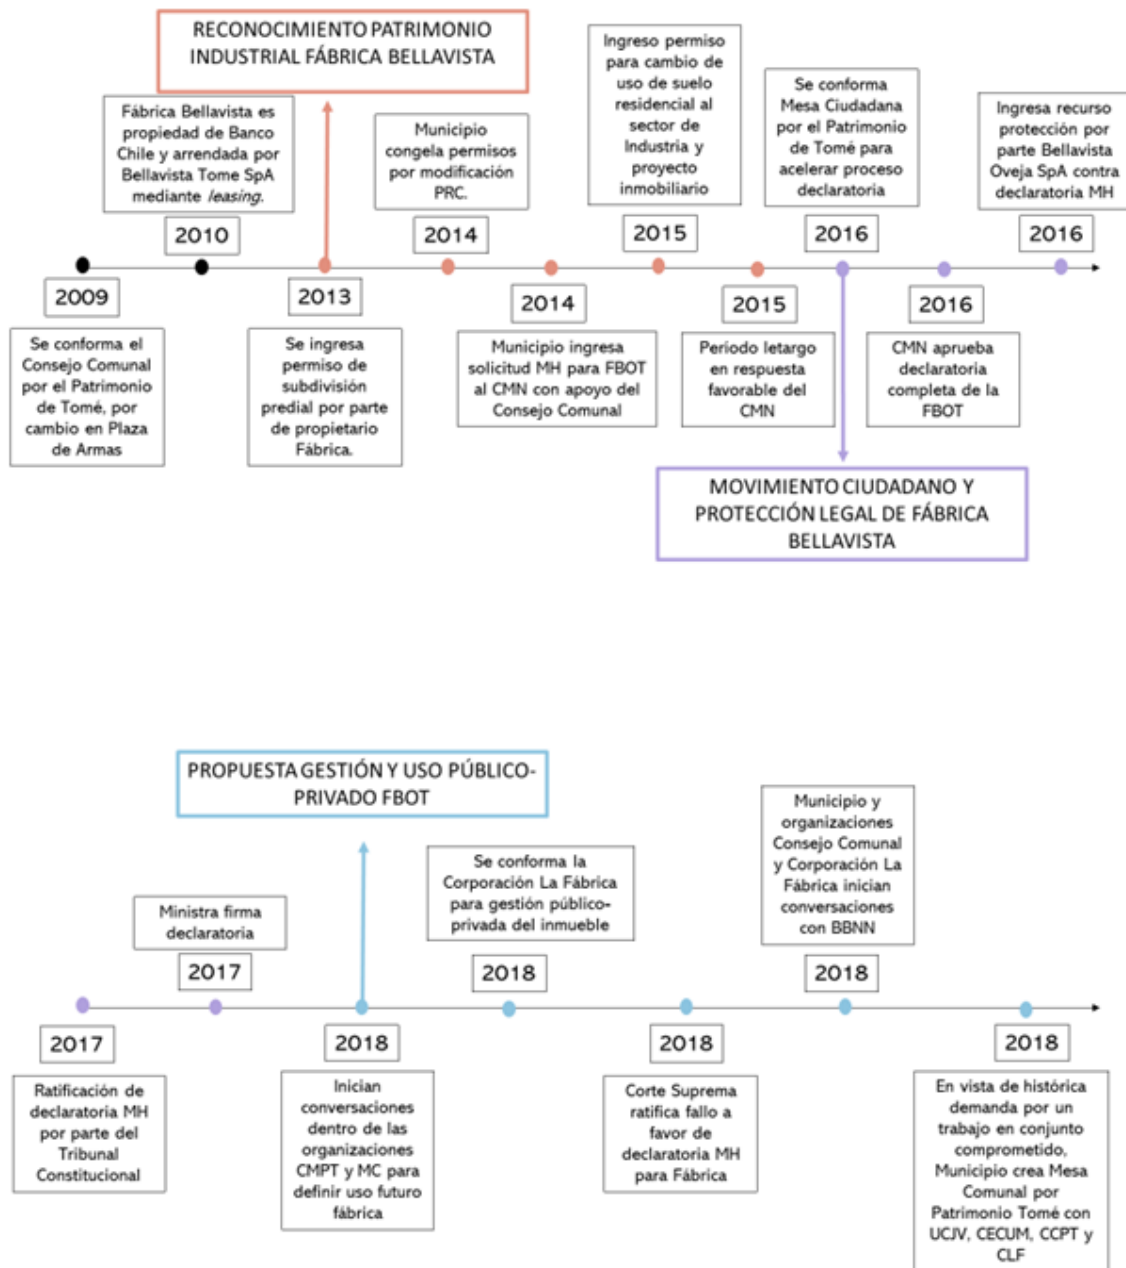 RECONOCIMIENTO PATRIMONIO
INDUSTRIAL FÁBRICA BELLAVISTA
Fábrica Bellavista es
propiedad de Banco
Chile y arrendada por
Bellavista Tome SpA
mediante leasing.
2010
Municipio
congela permisos
por modificación
PRC.
2014
Ingreso permiso
para cambio de
uso de suelo
residencial al
sector de
Industria y
proyecto
inmobiliario
2015
Se conforma
Mesa Ciudadana
por el Patrimonio
de Tomé para
acelerar proceso
declaratoria
2016
Ingresa recurso
protección por
parte Bellavista
Oveja SpA contra
declaratoria MH
2016
2009
Se conforma el
Consejo Comunal
por el Patrimonio
de Tomé, por
cambio en Plaza
de Armas
2013
Se ingresa
permiso de
subdivisión
predial por parte
de propietario
Fábrica.
2014
Municipio ingresa
solicitud MH para FBOT
al CMN con apoyo del
Consejo Comunal
2015
Periodo letargo
en respuesta
favorable del
CMN
2016
CMN aprueba
declaratoria
completa de la
FBOT
MOVIMIENTO CIUDADANO Y
PROTECCIÓN LEGAL DE FÁBRICA
BELLAVISTA
PROPUESTA GESTIÓN Y USO PÚBLICO-
PRIVADO FBOT
Ministra firma
declaratoria
2017
Se conforma la
Corporación La Fábrica
para gestión público-
privada del inmueble
2018
Municipio y
organizaciones
Consejo Comunal
y Corporación La
Fábrica inician
conversaciones
con BBNN
2018
2017
Ratificación de
declaratoria MH
por parte del
Tribunal
Constitucional
2018
Inician
conversaciones
dentro de las
organizaciones
CMPT y MC para
definir uso futuro
fábrica
2018
Corte Suprema
ratifica fallo a
favor de
declaratoria MH
para Fábrica
2018
En vista de histórica
demanda por un
trabajo en conjunto
comprometido,
Municipio crea Mesa
Comunal por
Patrimonio Tomé con
UCJV, CECUM, CCPT y
CLF